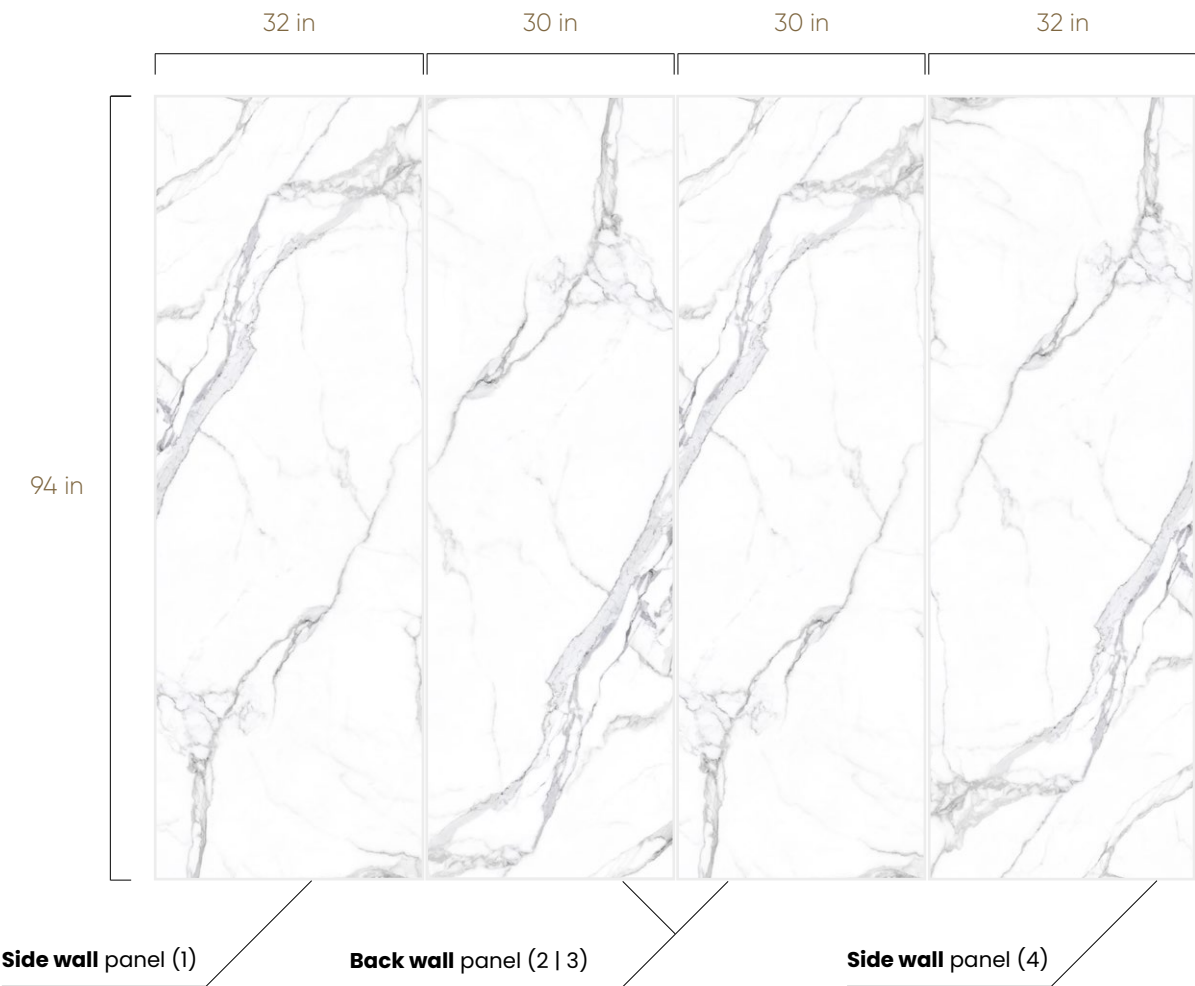 32 in
30 in
30 in
32 in
94 in
Side wall panel (1)
Back wall panel (2 | 3)
Side wall panel (4)